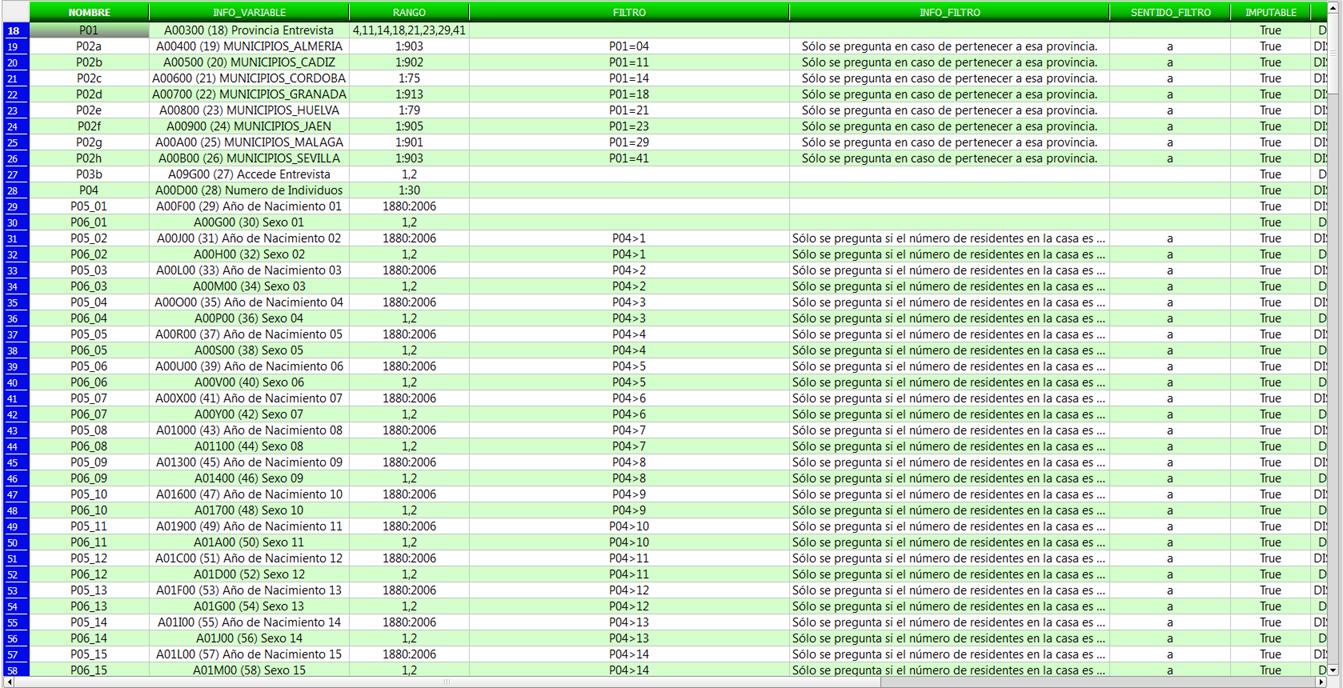 NOMBRE INFO_VARIABLE RANGO FILTRO INFO_FILTRO SENTIDO_FILTRO IMPUTABLE
18 P01 A00300 (18) Provincia Entrevista 4,11,14,18,21,23,29,41 True D
19 P02a A00400 (19) MUNICIPIOS_ALMERIA 1:903 P01=04 Sólo se pregunta en caso de pertenecer a esa provincia. a True DI
20 P02b A00500 (20) MUNICIPIOS_CADIZ 1:902 P01=11 Sólo se pregunta en caso de pertenecer a esa provincia. a True DI
21 P02c A00600 (21) MUNICIPIOS_CORDOBA 1:75 P01=14 Sólo se pregunta en caso de pertenecer a esa provincia. a True DI
22 P02d A00700 (22) MUNICIPIOS_GRANADA 1:913 P01=18 Sólo se pregunta en caso de pertenecer a esa provincia. a True DI
23 P02e A00800 (23) MUNICIPIOS_HUELVA 1:79 P01=21 Sólo se pregunta en caso de pertenecer a esa provincia. a True DI
24 P02f A00900 (24) MUNICIPIOS_JAEN 1:905 P01=23 Sólo se pregunta en caso de pertenecer a esa provincia. a True DI
25 P02g A00A00 (25) MUNICIPIOS_MALAGA 1:901 P01=29 Sólo se pregunta en caso de pertenecer a esa provincia. a True DI
26 P02h A00B00 (26) MUNICIPIOS_SEVILLA 1:903 P01=41 Sólo se pregunta en caso de pertenecer a esa provincia. a True DI
27 P03b A09G00 (27) Accede Entrevista 1,2 True D
28 P04 A00D00 (28) Numero de Individuos 1:30 True DI
29 P05_01 A00F00 (29) Año de Nacimiento 01 1880:2006 True DI
30 P06_01 A00G00 (30) Sexo 01 1,2 True D
31 P05_02 A00J00 (31) Año de Nacimiento 02 1880:2006 P04>1 Sólo se pregunta si el número de residentes en la casa es ... a True DI
32 P06_02 A00H00 (32) Sexo 02 1,2 P04>1 Sólo se pregunta si el número de residentes en la casa es ... a True D
33 P05_03 A00L00 (33) Año de Nacimiento 03 1880:2006 P04>2 Sólo se pregunta si el número de residentes en la casa es ... a True DI
34 P06_03 A00M00 (34) Sexo 03 1,2 P04>2 Sólo se pregunta si el número de residentes en la casa es ... a True D
35 P05_04 A00O00 (35) Año de Nacimiento 04 1880:2006 P04>3 Sólo se pregunta si el número de residentes en la casa es ... a True DI
36 P06_04 A00P00 (36) Sexo 04 1,2 P04>3 Sólo se pregunta si el número de residentes en la casa es ... a True D
37 P05_05 A00R00 (37) Año de Nacimiento 05 1880:2006 P04>4 Sólo se pregunta si el número de residentes en la casa es ... a True DI
38 P06_05 A00S00 (38) Sexo 05 1,2 P04>4 Sólo se pregunta si el número de residentes en la casa es ... a True D
39 P05_06 A00U00 (39) Año de Nacimiento 06 1880:2006 P04>5 Sólo se pregunta si el número de residentes en la casa es ... a True DI
40 P06_06 A00V00 (40) Sexo 06 1,2 P04>5 Sólo se pregunta si el número de residentes en la casa es ... a True D
41 P05_07 A00X00 (41) Año de Nacimiento 07 1880:2006 P04>6 Sólo se pregunta si el número de residentes en la casa es ... a True DI
42 P06_07 A00Y00 (42) Sexo 07 1,2 P04>6 Sólo se pregunta si el número de residentes en la casa es ... a True D
43 P05_08 A01000 (43) Año de Nacimiento 08 1880:2006 P04>7 Sólo se pregunta si el número de residentes en la casa es ... a True DI
44 P06_08 A01100 (44) Sexo 08 1,2 P04>7 Sólo se pregunta si el número de residentes en la casa es ... a True D
45 P05_09 A01300 (45) Año de Nacimiento 09 1880:2006 P04>8 Sólo se pregunta si el número de residentes en la casa es ... a True DI
46 P06_09 A01400 (46) Sexo 09 1,2 P04>8 Sólo se pregunta si el número de residentes en la casa es ... a True D
47 P05_10 A01600 (47) Año de Nacimiento 10 1880:2006 P04>9 Sólo se pregunta si el número de residentes en la casa es ... a True DI
48 P06_10 A01700 (48) Sexo 10 1,2 P04>9 Sólo se pregunta si el número de residentes en la casa es ... a True D
49 P05_11 A01900 (49) Año de Nacimiento 11 1880:2006 P04>10 Sólo se pregunta si el número de residentes en la casa es ... a True DI
50 P06_11 A01A00 (50) Sexo 11 1,2 P04>10 Sólo se pregunta si el número de residentes en la casa es ... a True D
51 P05_12 A01C00 (51) Año de Nacimiento 12 1880:2006 P04>11 Sólo se pregunta si el número de residentes en la casa es ... a True DI
52 P06_12 A01D00 (52) Sexo 12 1,2 P04>11 Sólo se pregunta si el número de residentes en la casa es ... a True D
53 P05_13 A01F00 (53) Año de Nacimiento 13 1880:2006 P04>12 Sólo se pregunta si el número de residentes en la casa es ... a True DI
54 P06_13 A01G00 (54) Sexo 13 1,2 P04>12 Sólo se pregunta si el número de residentes en la casa es ... a True D
55 P05_14 A01I00 (55) Año de Nacimiento 14 1880:2006 P04>13 Sólo se pregunta si el número de residentes en la casa es ... a True DI
56 P06_14 A01J00 (56) Sexo 14 1,2 P04>13 Sólo se pregunta si el número de residentes en la casa es ... a True D
57 P05_15 A01L00 (57) Año de Nacimiento 15 1880:2006 P04>14 Sólo se pregunta si el número de residentes en la casa es ... a True DI
58 P06_15 A01M00 (58) Sexo 15 1,2 P04>14 Sólo se pregunta si el número de residentes en la casa es ... a True D